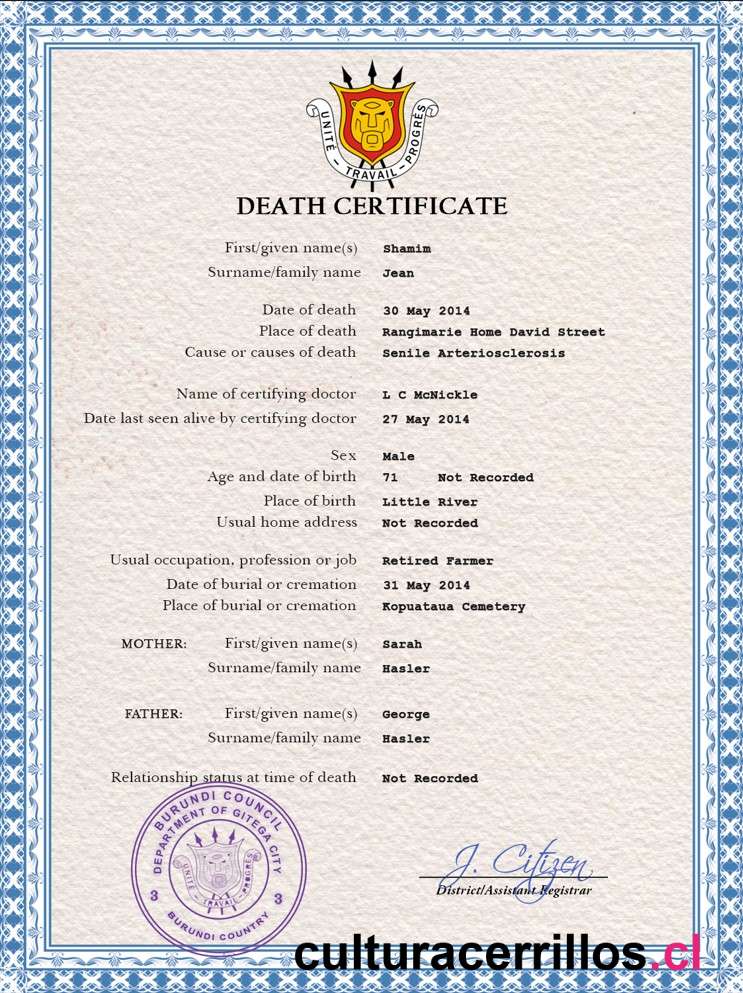 UNITÉ - TRAVAIL - PROGRÈS
DEATH CERTIFICATE
First/given name(s) Shamim
Surname/family name Jean
Date of death 30 May 2014
Place of death Rangimarie Home David Street
Cause or causes of death Senile Arteriosclerosis
Name of certifying doctor L C McNickle
Date last seen alive by certifying doctor 27 May 2014
Sex Male
Age and date of birth 71 Not Recorded
Place of birth Little River
Usual home address Not Recorded
Usual occupation, profession or job Retired Farmer
Date of burial or cremation 31 May 2014
Place of burial or cremation Kopuataua Cemetery
MOTHER: First/given name(s) Sarah
Surname/family name Hasler
FATHER: First/given name(s) George
Surname/family name Hasler
Relationship status at time of death Not Recorded
BURUNDI COUNCIL
DEPARTMENT OF GITEGA CITY
UNITÉ - TRAVAIL - PROGRÈS
3 3
BURUNDI COUNTRY
J. Citizen
District/Assistant Registrar
culturacerrillos.cl